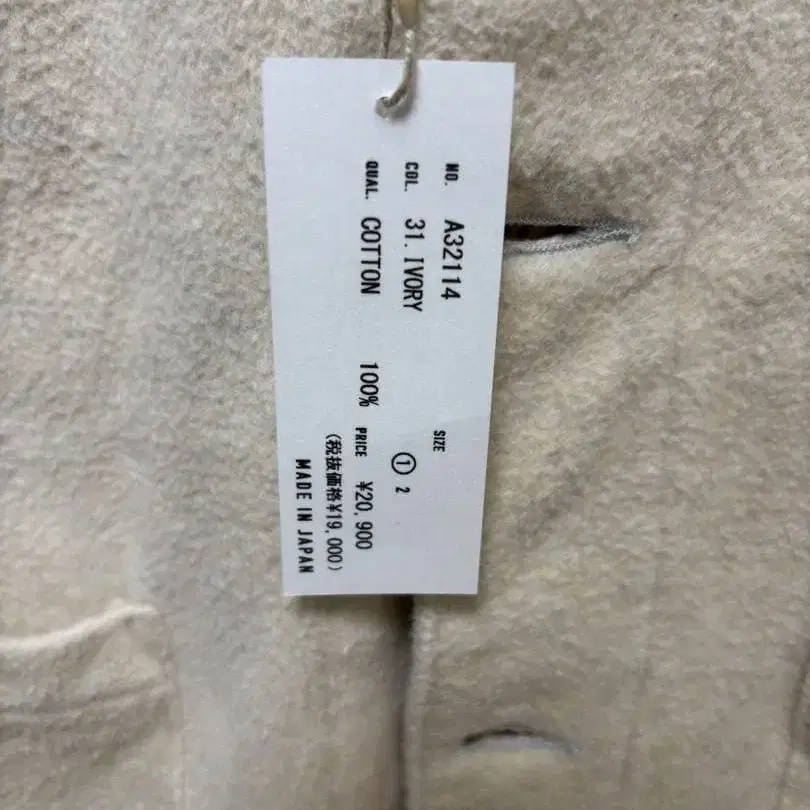 NO. A32114
COL. 31. IVORY
SIZE
① 2
QUAL. COTTON 100%
PRICE ¥20,900
(税抜価格¥19,000)
MADE IN JAPAN